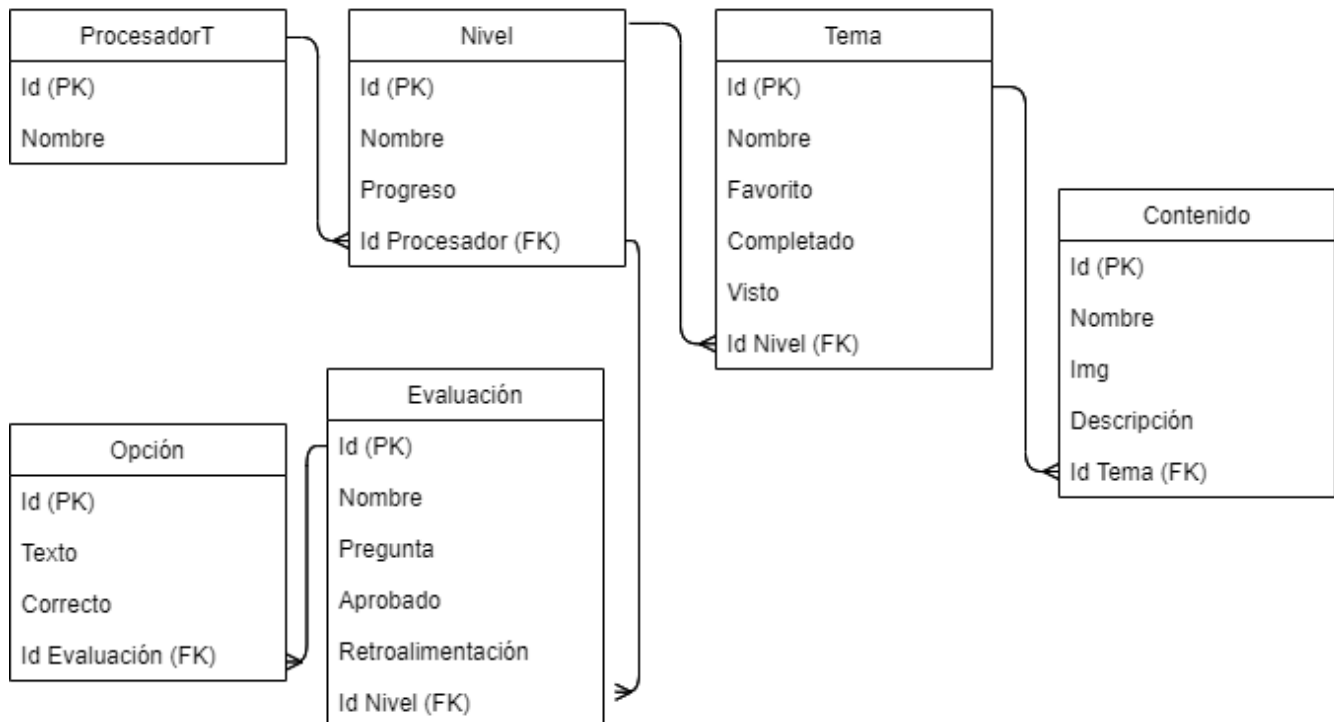 ProcesadorT
Id (PK)
Nombre
Nivel
Id (PK)
Nombre
Progreso
Id Procesador (FK)
Tema
Id (PK)
Nombre
Favorito
Completado
Visto
Id Nivel (FK)
Contenido
Id (PK)
Nombre
Img
Descripción
Id Tema (FK)
Opción
Id (PK)
Texto
Correcto
Id Evaluación (FK)
Evaluación
Id (PK)
Nombre
Pregunta
Aprobado
Retroalimentación
Id Nivel (FK)